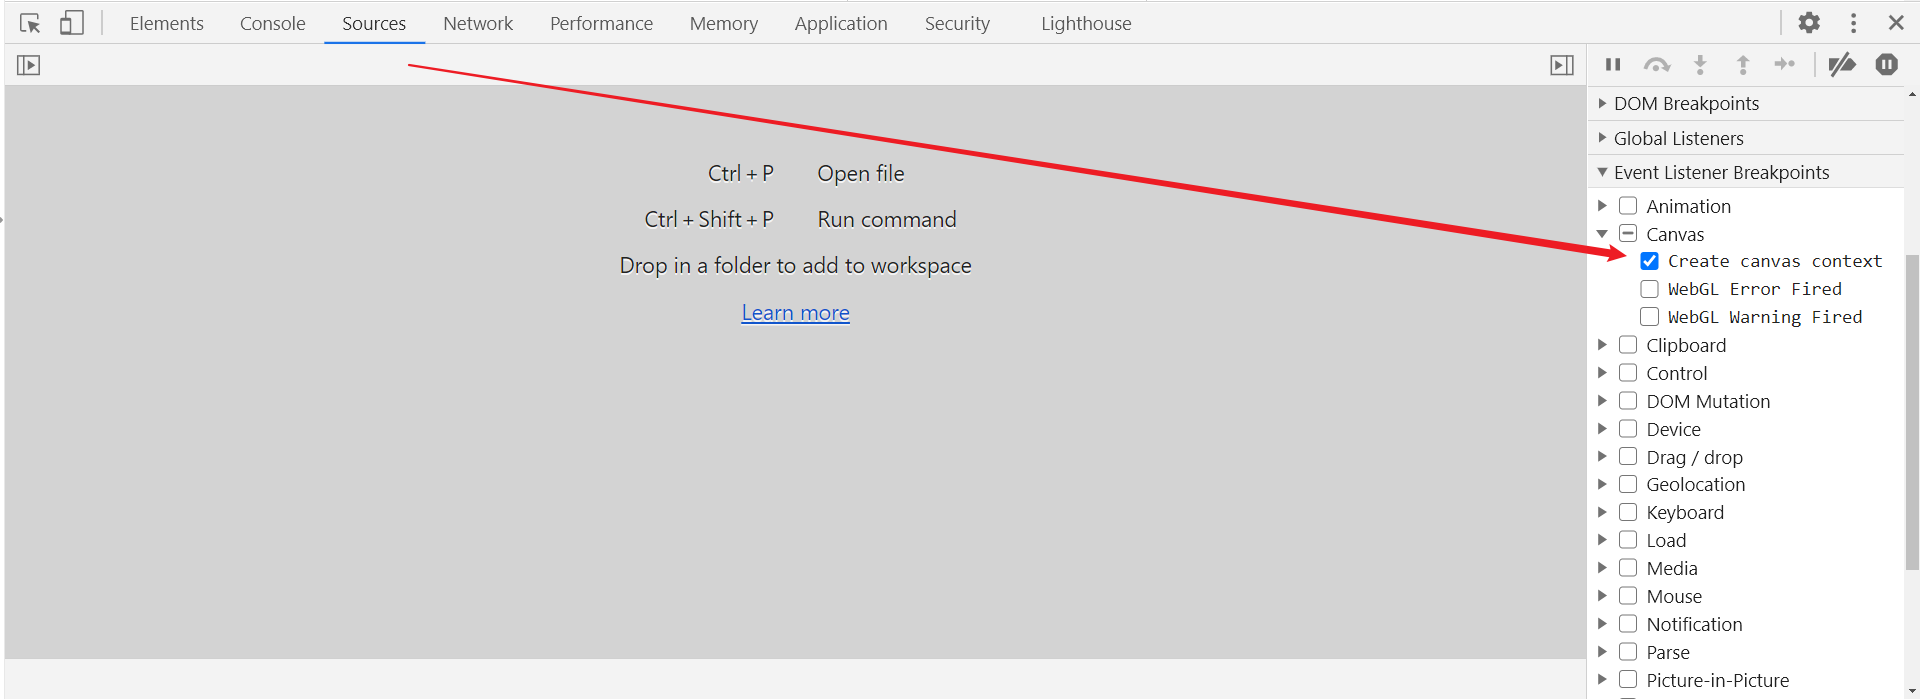 Elements Console Sources Network Performance Memory Application Security Lighthouse
Ctrl + P Open file
Ctrl + Shift + P Run command
Drop in a folder to add to workspace
Learn more
DOM Breakpoints
Global Listeners
Event Listener Breakpoints
Animation
Canvas
Create canvas context
WebGL Error Fired
WebGL Warning Fired
Clipboard
Control
DOM Mutation
Device
Drag / drop
Geolocation
Keyboard
Load
Media
Mouse
Notification
Parse
Picture-in-Picture